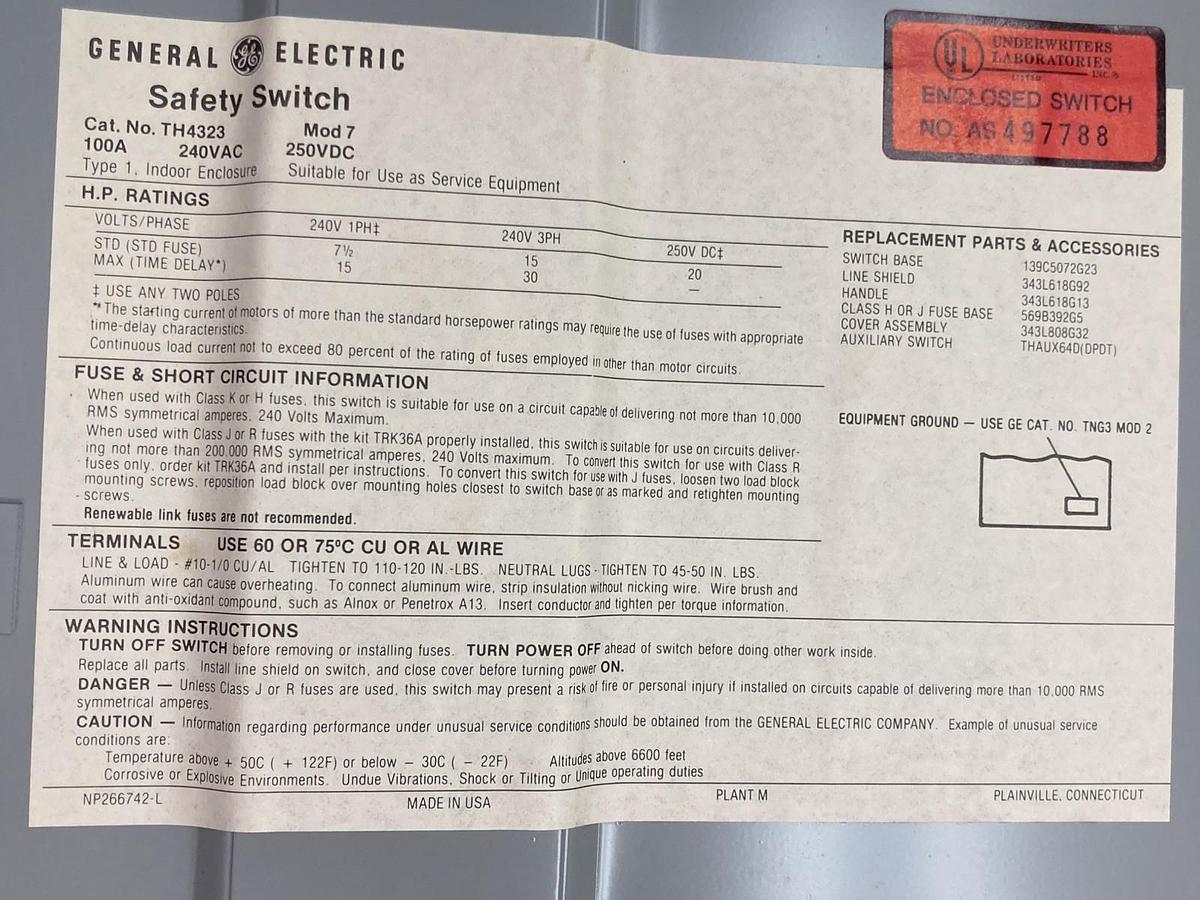 GENERAL GE ELECTRIC
Safety Switch
Cat. No. TH4323 Mod 7
100A 240VAC 250VDC
Type 1, Indoor Enclosure Suitable for Use as Service Equipment
UL UNDERWRITERS
LABORATORIES
INC.®
LISTED
ENCLOSED SWITCH
NO. AS497788
H.P. RATINGS
VOLTS/PHASE 240V 1PH‡ 240V 3PH 250V DC‡
STD (STD FUSE) 7½ 15 20
MAX (TIME DELAY*) 15 30 —
‡ USE ANY TWO POLES
*The starting current of motors of more than the standard horsepower ratings may require the use of fuses with appropriate
time-delay characteristics.
Continuous load current not to exceed 80 percent of the rating of fuses employed in other than motor circuits.
REPLACEMENT PARTS & ACCESSORIES
SWITCH BASE 139C5072G23
LINE SHIELD 343L618G92
HANDLE 343L618G13
CLASS H OR J FUSE BASE 569B392G5
COVER ASSEMBLY 343L808G32
AUXILIARY SWITCH THAUX64D(DPDT)
FUSE & SHORT CIRCUIT INFORMATION
When used with Class K or H fuses, this switch is suitable for use on a circuit capable of delivering not more than 10,000
RMS symmetrical amperes, 240 Volts Maximum.
When used with Class J or R fuses with the kit TRK36A properly installed, this switch is suitable for use on circuits deliver-
ing not more than 200,000 RMS symmetrical amperes, 240 Volts maximum. To convert this switch for use with Class R
fuses only, order kit TRK36A and install per instructions. To convert this switch for use with J fuses, loosen two load block
mounting screws, reposition load block over mounting holes closest to switch base or as marked and retighten mounting
screws.
Renewable link fuses are not recommended.
EQUIPMENT GROUND — USE GE CAT. NO. TNG3 MOD 2
TERMINALS USE 60 OR 75ºC CU OR AL WIRE
LINE & LOAD - #10-1/0 CU/AL TIGHTEN TO 110-120 IN.-LBS. NEUTRAL LUGS - TIGHTEN TO 45-50 IN. LBS.
Aluminum wire can cause overheating. To connect aluminum wire, strip insulation without nicking wire. Wire brush and
coat with anti-oxidant compound, such as Alnox or Penetrox A13. Insert conductor and tighten per torque information.
WARNING INSTRUCTIONS
TURN OFF SWITCH before removing or installing fuses. TURN POWER OFF ahead of switch before doing other work inside.
Replace all parts. Install line shield on switch, and close cover before turning power ON.
DANGER — Unless Class J or R fuses are used, this switch may present a risk of fire or personal injury if installed on circuits capable of delivering more than 10,000 RMS
symmetrical amperes.
CAUTION — Information regarding performance under unusual service conditions should be obtained from the GENERAL ELECTRIC COMPANY. Example of unusual service
conditions are:
Temperature above + 50C ( + 122F) or below − 30C ( − 22F) Altitudes above 6600 feet
Corrosive or Explosive Environments. Undue Vibrations, Shock or Tilting or Unique operating duties
NP266742-L MADE IN USA PLANT M PLAINVILLE, CONNECTICUT